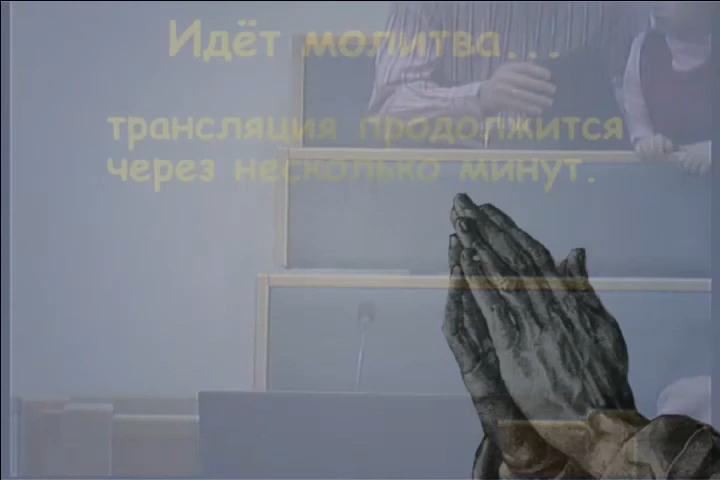 Идёт молитва...
трансляция продолжится
через несколько минут.